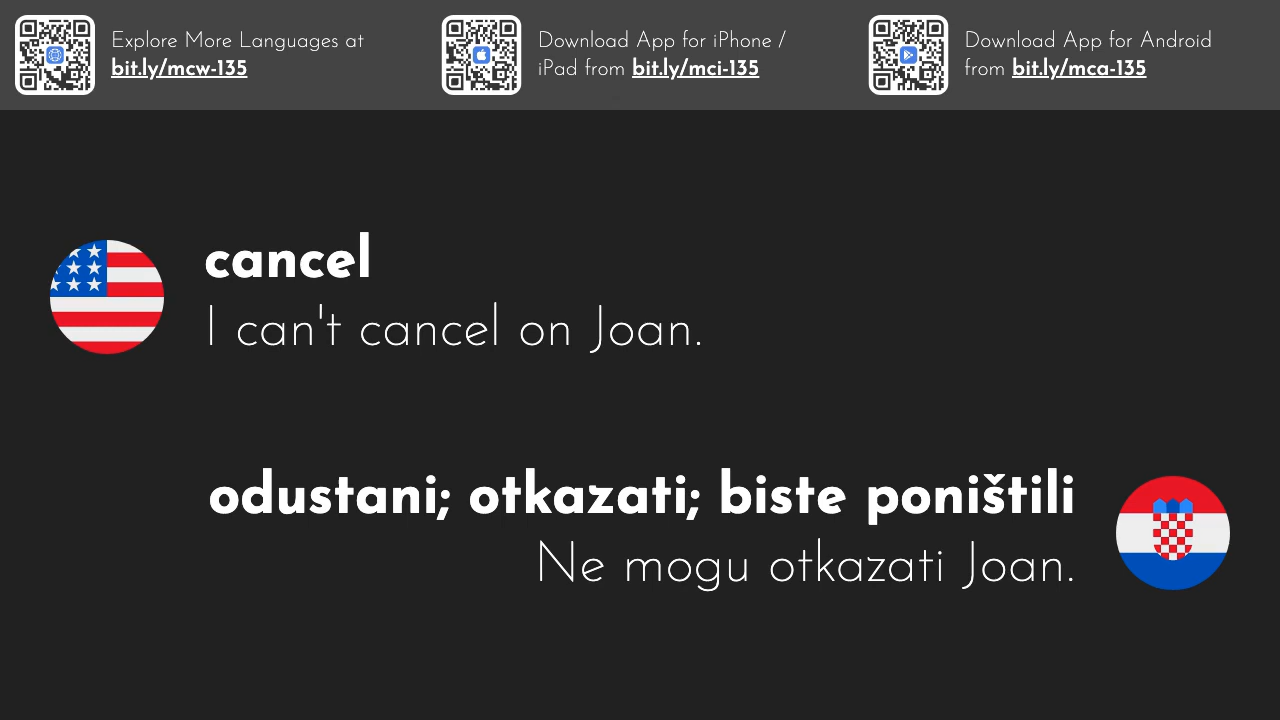 Explore More Languages at
bit.ly/mcw-135
Download App for iPhone /
iPad from bit.ly/mci-135
Download App for Android
from bit.ly/mca-135
cancel
I can't cancel on Joan.
odustani; otkazati; biste poništili
Ne mogu otkazati Joan.